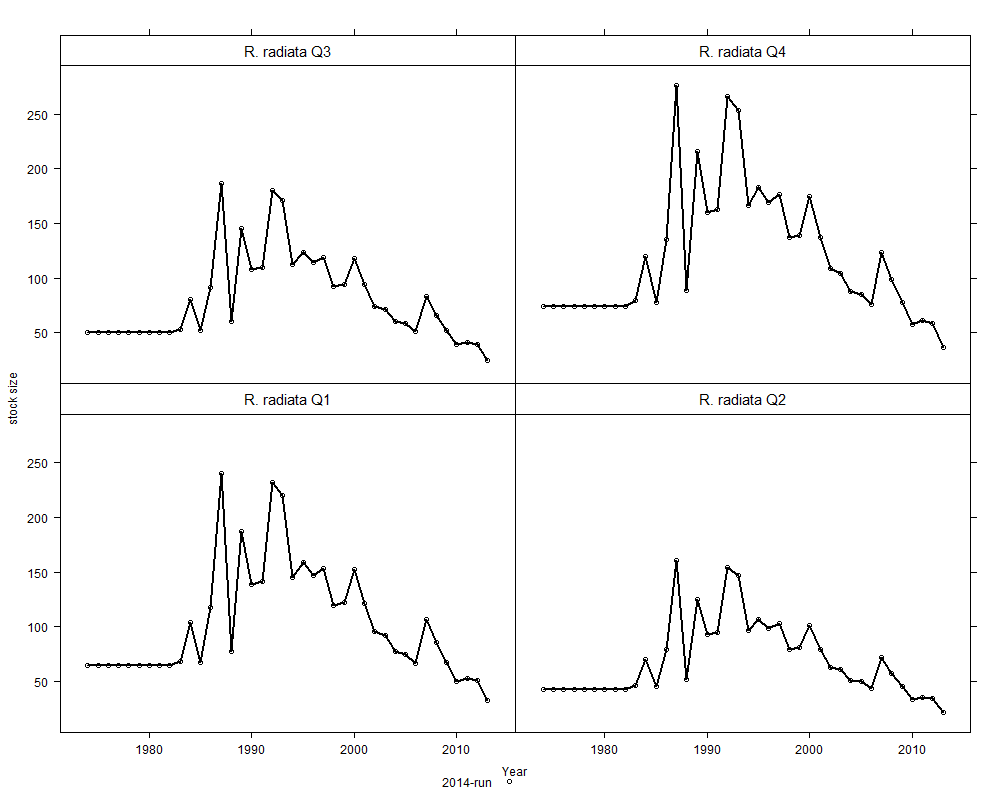 R. radiata Q3
R. radiata Q4
250
200
150
100
50
stock size
R. radiata Q1
R. radiata Q2
250
200
150
100
50
1980 1990 2000 2010 1980 1990 2000 2010
Year
2014-run